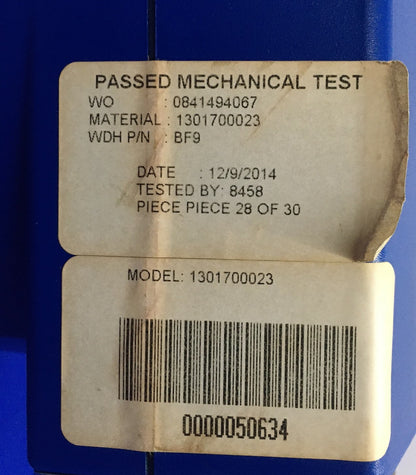 PASSED MECHANICAL TEST
WO : 0841494067
MATERIAL : 1301700023
WDH P/N : BF9
DATE : 12/9/2014
TESTED BY: 8458
PIECE PIECE 28 OF 30
MODEL: 1301700023
0000050634